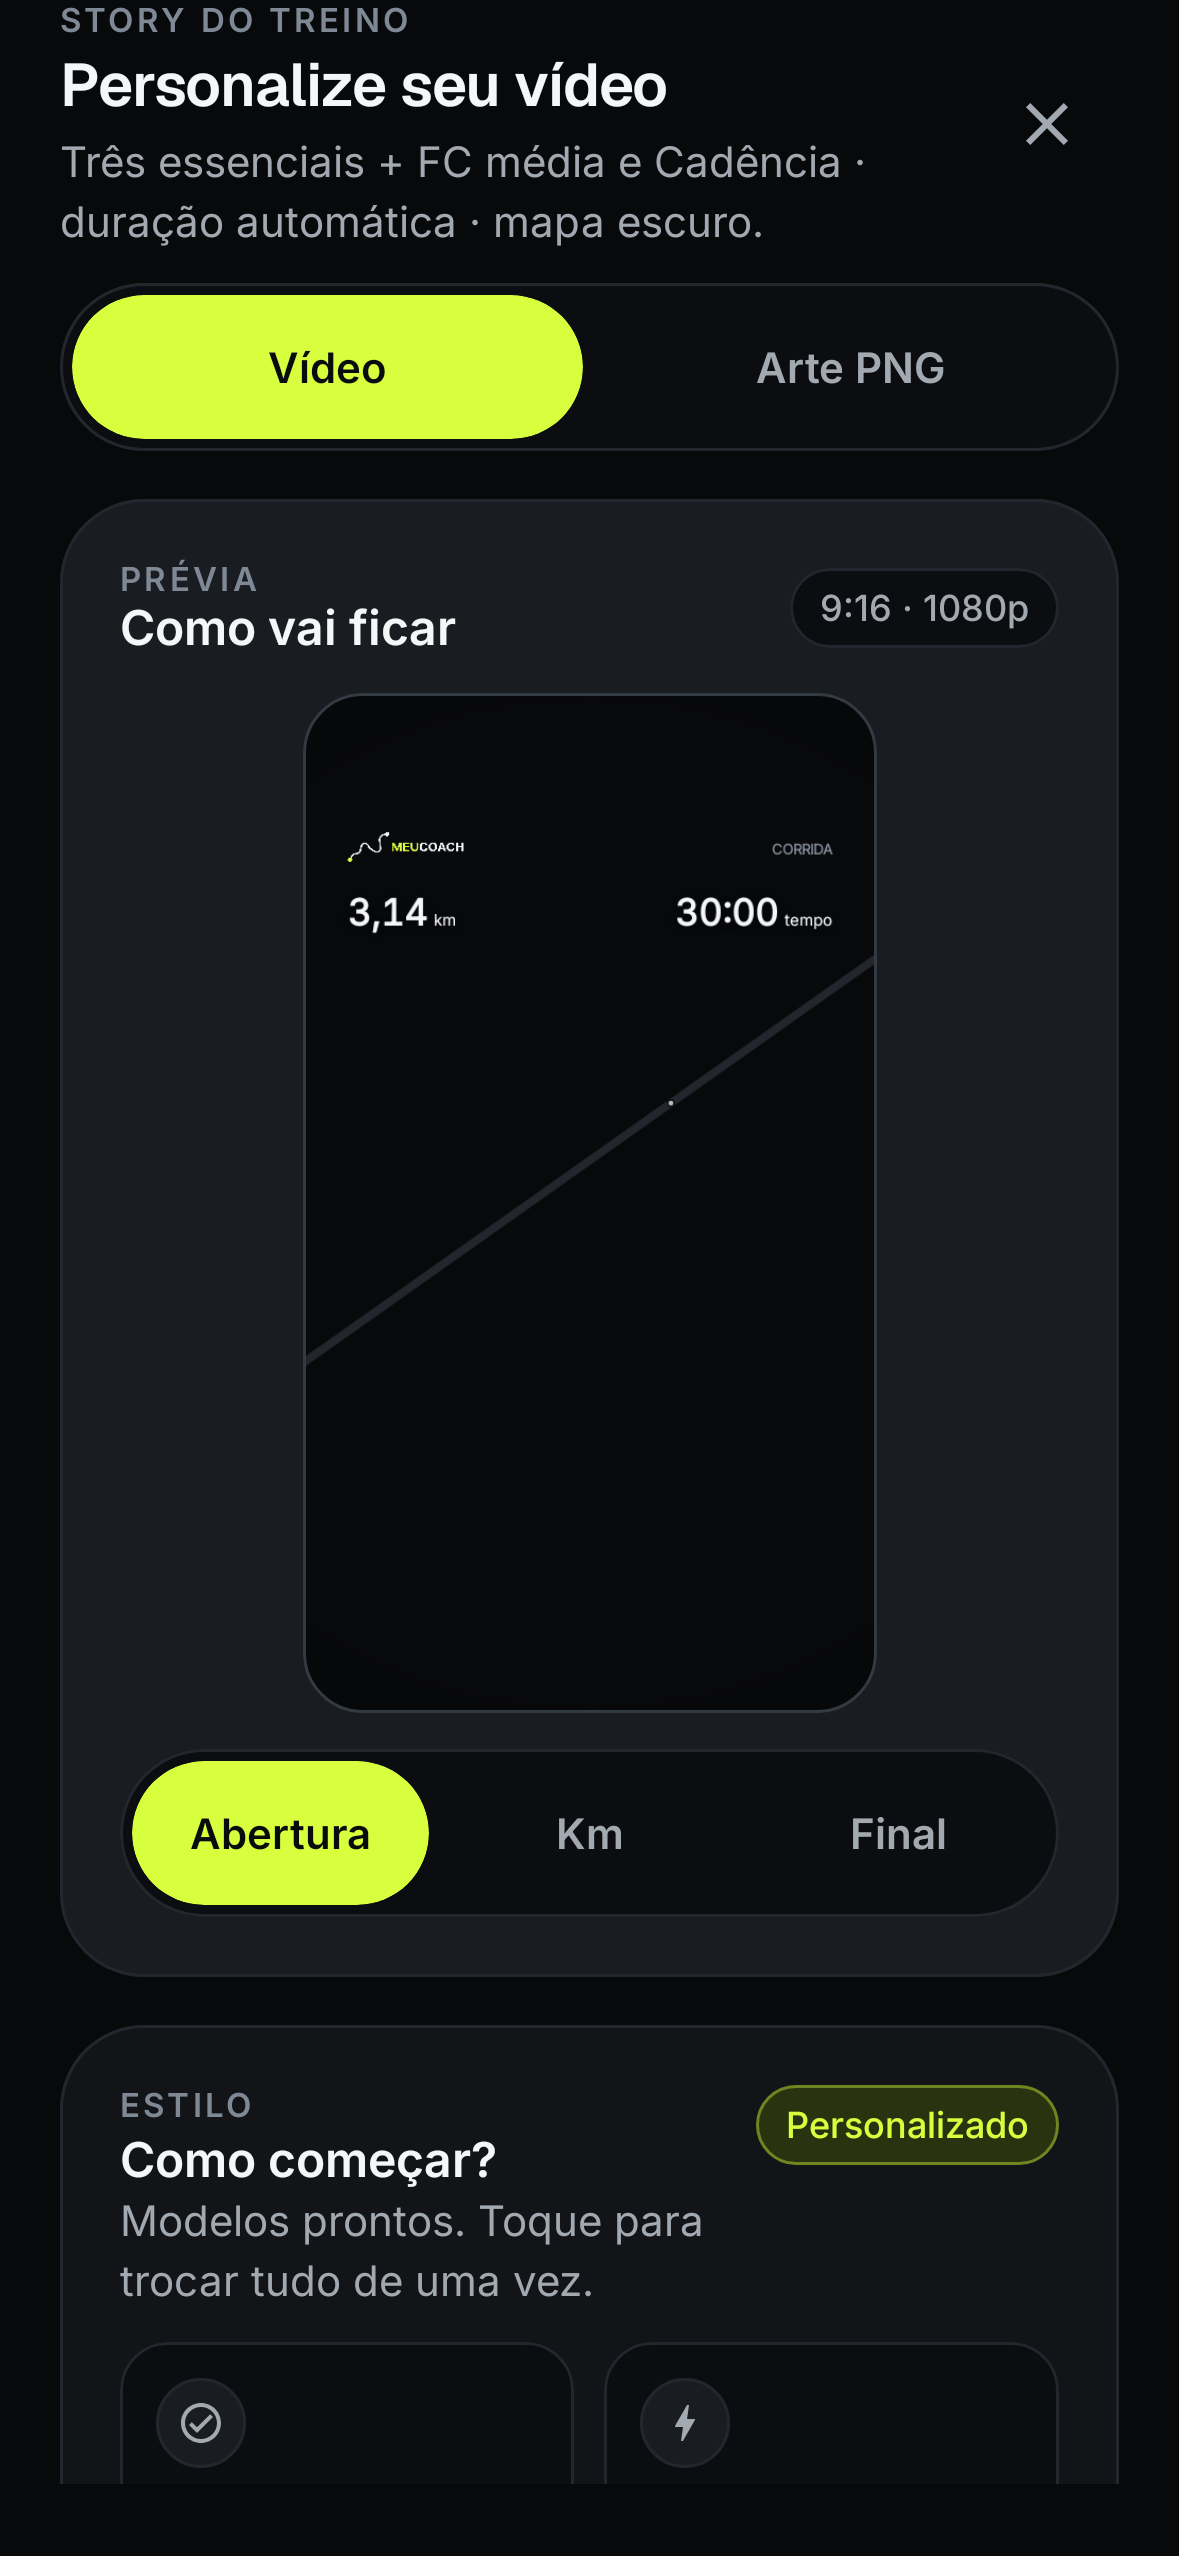 STORY DO TREINO
Personalize seu vídeo
Três essenciais + FC média e Cadência ·
duração automática · mapa escuro.
Vídeo
Arte PNG
PRÉVIA
Como vai ficar
9:16 · 1080p
MEUCOACH
CORRIDA
3,14 km
30:00 tempo
Abertura
Km
Final
ESTILO
Como começar?
Personalizado
Modelos prontos. Toque para
trocar tudo de uma vez.